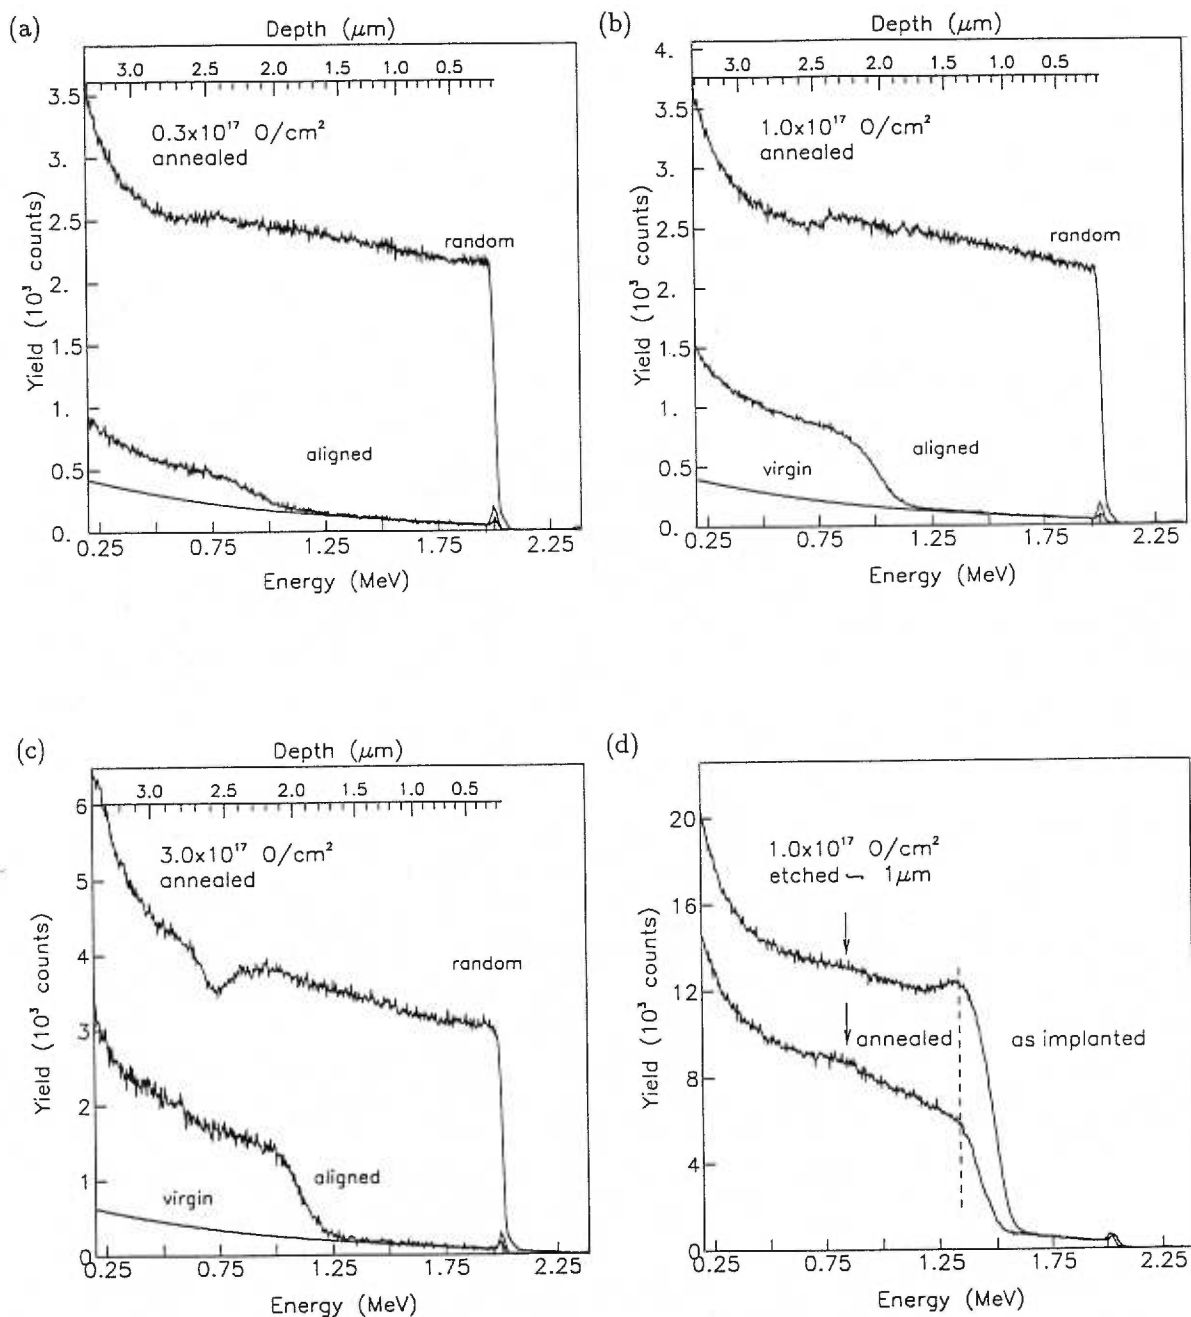 (a)
Depth (μm)
3.0 2.5 2.0 1.5 1.0 0.5
3.5
3.
2.5
2.
1.5
1.
0.5
0.
Yield (10³ counts)
0.3x10¹⁷ O/cm²
annealed
random
aligned
0.25 0.75 1.25 1.75 2.25
Energy (MeV)
(b)
Depth (μm)
3.0 2.5 2.0 1.5 1.0 0.5
4.
3.5
3.
2.5
2.
1.5
1.
0.5
0.
Yield (10³ counts)
1.0x10¹⁷ O/cm²
annealed
random
aligned
virgin
0.25 0.75 1.25 1.75 2.25
Energy (MeV)
(c)
Depth (μm)
3.0 2.5 2.0 1.5 1.0 0.5
6
5
4
3
2
1
0
Yield (10³ counts)
3.0x10¹⁷ O/cm²
annealed
random
aligned
virgin
0.25 0.75 1.25 1.75 2.25
Energy (MeV)
(d)
20
16
12
8
4
0
Yield (10³ counts)
1.0x10¹⁷ O/cm²
etched ~ 1μm
annealed as implanted
0.25 0.75 1.25 1.75 2.25
Energy (MeV)